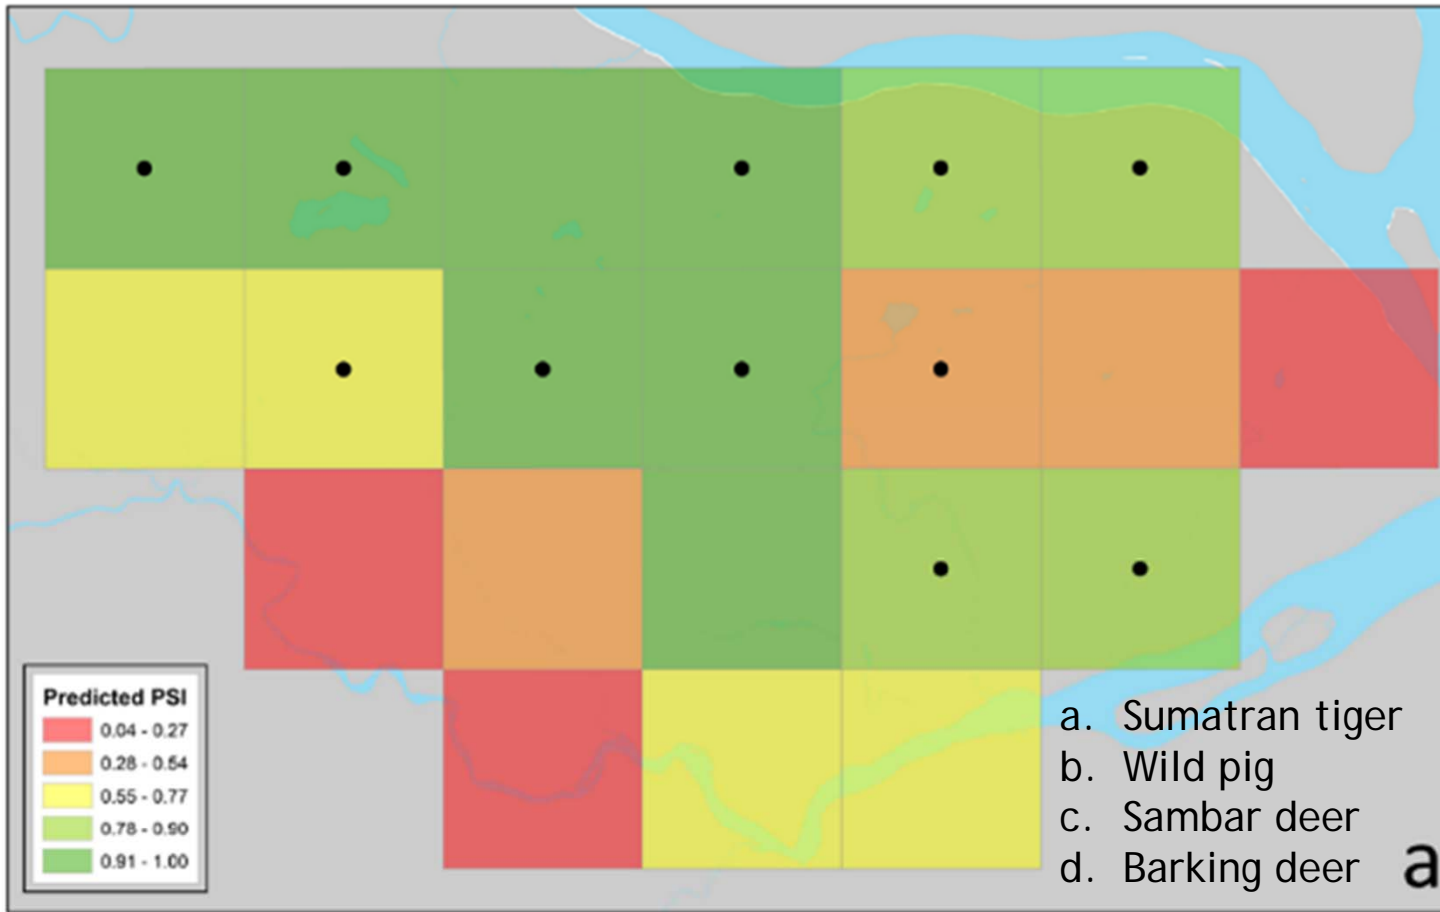 Predicted PSI
0.04 - 0.27
0.28 - 0.54
0.55 - 0.77
0.78 - 0.90
0.91 - 1.00
a. Sumatran tiger
b. Wild pig
c. Sambar deer
d. Barking deer
a